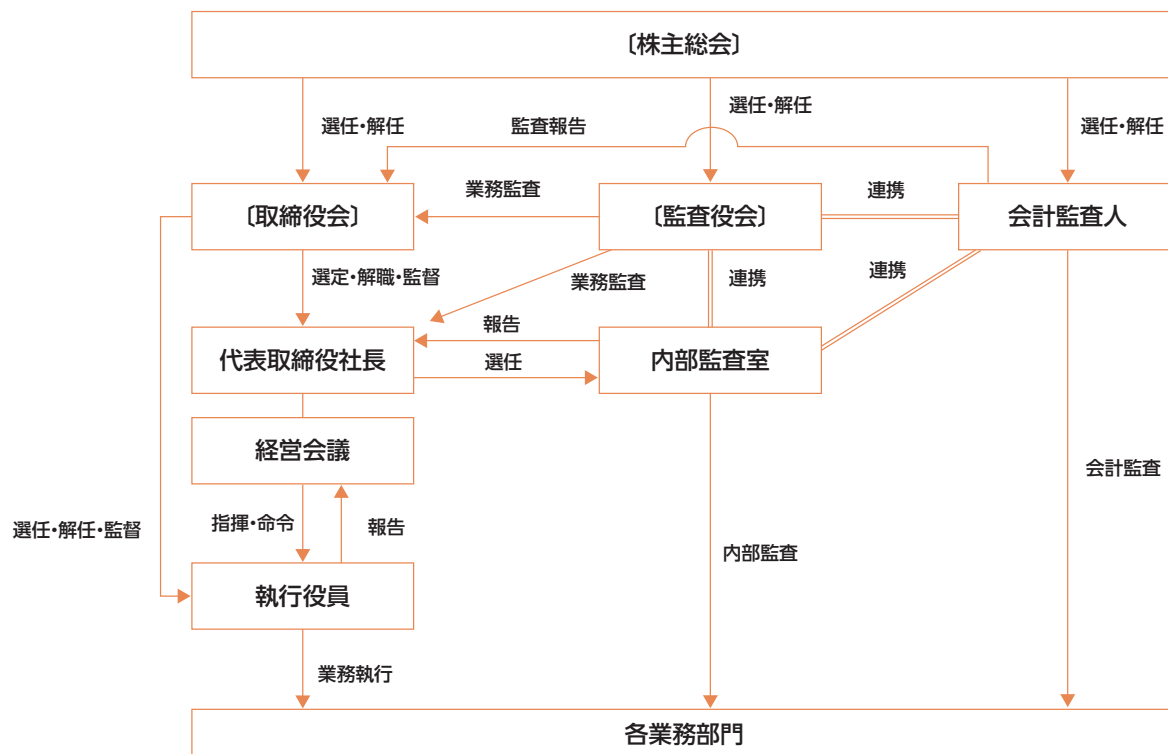 〔株主総会〕
選任・解任
監査報告
選任・解任
選任・解任
〔取締役会〕
業務監査
〔監査役会〕
連携
会計監査人
選定・解職・監督
業務監査
連携
連携
代表取締役社長
報告
選任
内部監査室
経営会議
会計監査
選任・解任・監督
指揮・命令
報告
内部監査
執行役員
業務執行
各業務部門